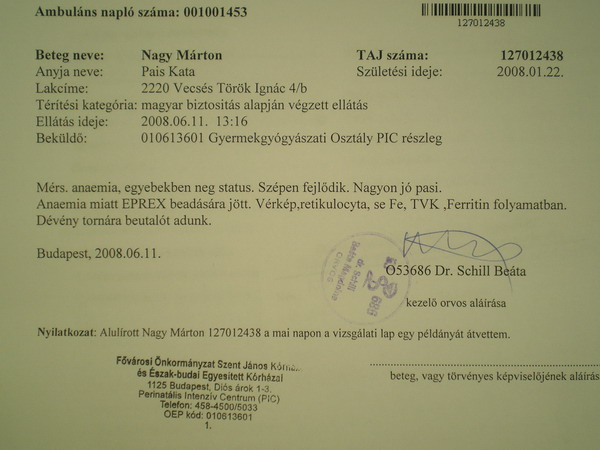 Ambuláns napló száma: 001001453
127012438
Beteg neve: Nagy Márton TAJ száma: 127012438
Anyja neve: Pais Kata Születési ideje: 2008.01.22.
Lakcíme: 2220 Vecsés Török Ignác 4/b
Térítési kategória: magyar biztosítás alapján végzett ellátás
Ellátás ideje: 2008.06.11. 13:16
Beküldő: 010613601 Gyermekgyógyászati Osztály PIC részleg
Mérs. anaemia, egyebekben neg status. Szépen fejlődik. Nagyon jó pasi.
Anaemia miatt EPREX beadására jött. Vérkép,retikulocyta, se Fe, TVK ,Ferritin folyamatban.
Dévény tornára beutalót adunk.
Budapest, 2008.06.11.
O53686 Dr. Schill Beáta
kezelő orvos aláírása
Nyilatkozat: Alulírott Nagy Márton 127012438 a mai napon a vizsgálati lap egy példányát átvettem.
Fővárosi Önkormányzat Szent János Kórház
és Észak-budai Egyesített Kórházai
1125 Budapest, Diós árok 1-3.
Perinatális Intenzív Centrum (PIC)
Telefon: 458-4500/5033
OEP kód: 010613601
1.
beteg, vagy törvényes képviselőjének aláírás